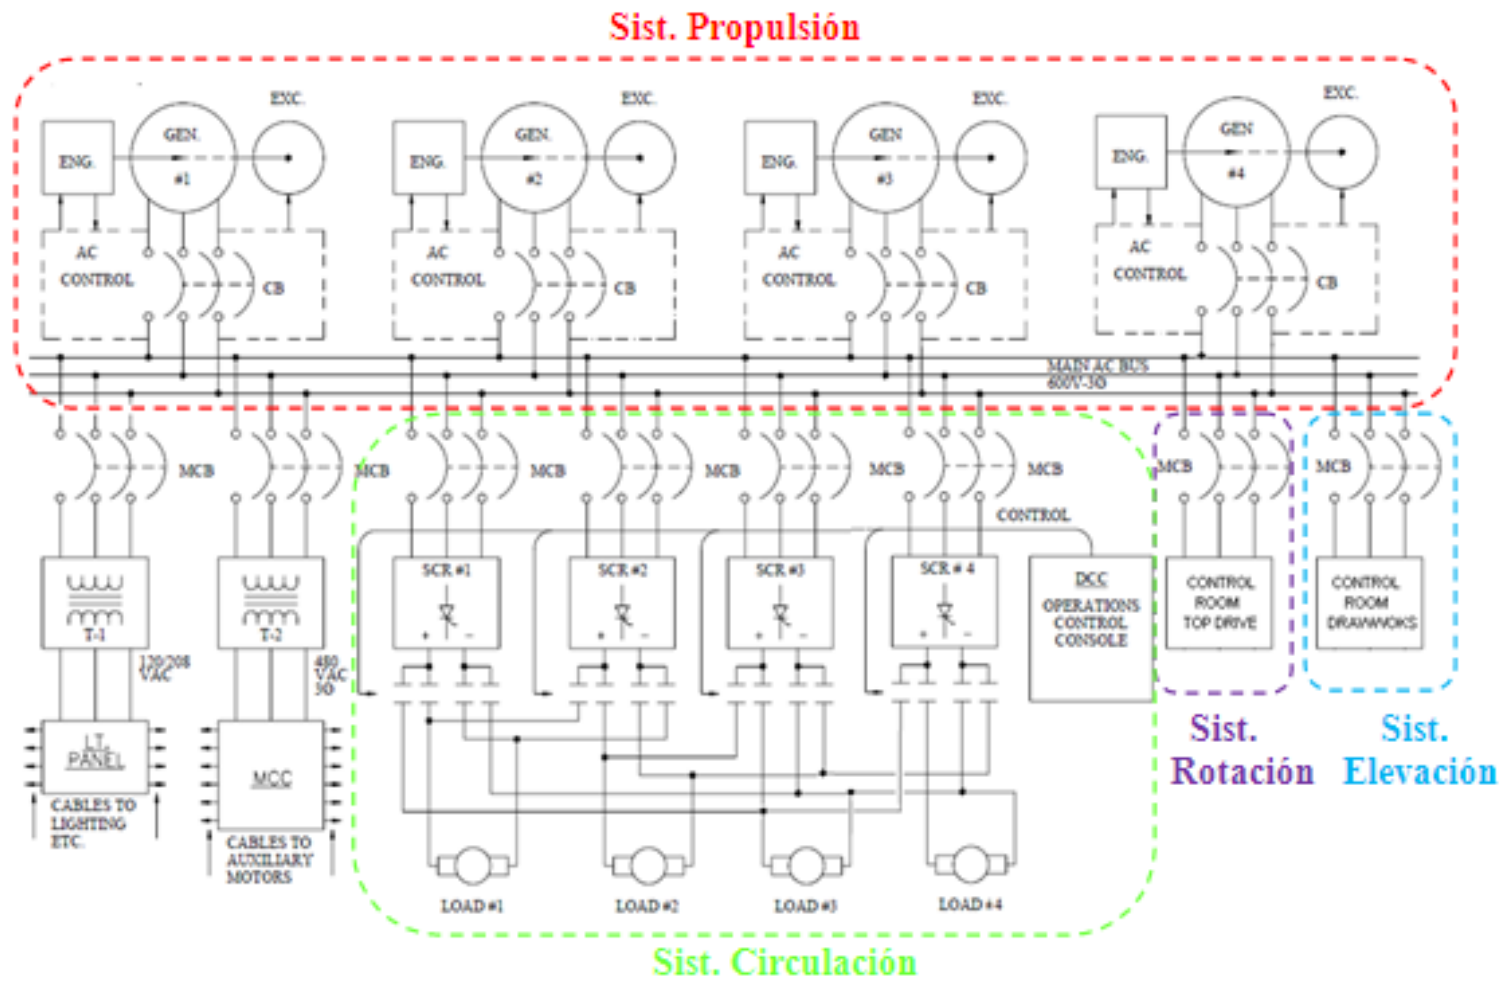 Sist. Propulsión
EXC.
EXC.
EXC.
EXC.
ENG.
GEN.
#1
ENG.
GEN.
#2
ENG.
GEN
#3
ENG.
GEN
#4
AC
CONTROL
CB
AC
CONTROL
CB
AC
CONTROL
CB
AC
CONTROL
CB
MAIN AC BUS
600V-3Ø
MCB
MCB
MCB
MCB
MCB
MCB
MCB
MCB
CONTROL
T-1
T-2
SCR #1
+ −
SCR #2
+ −
SCR #3
+ −
SCR # 4
+ −
DCC
OPERATIONS
CONTROL
CONSOLE
CONTROL
ROOM
TOP DRIVE
CONTROL
ROOM
DRAWWOKS
120/208
VAC
480
VAC
3Ø
LT.
PANEL
MCC
Sist.
Rotación
Sist.
Elevación
CABLES TO
LIGHTING
ETC.
CABLES TO
AUXILIARY
MOTORS
LOAD #1
LOAD #2
LOAD #3
LOAD #4
Sist. Circulación